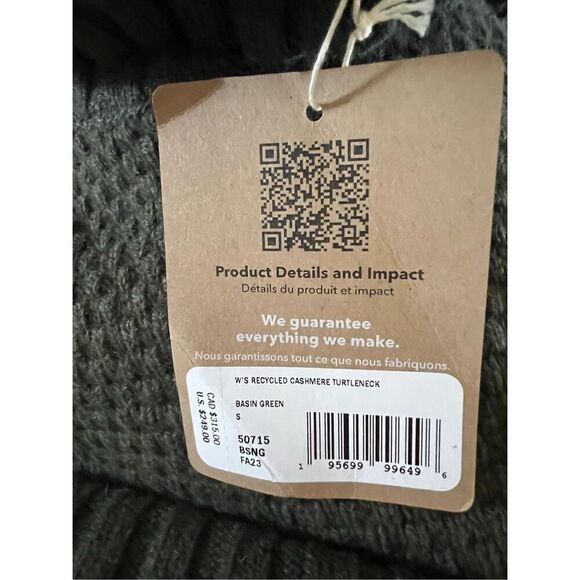 Product Details and Impact
Détails du produit et impact
We guarantee
everything we make.
Nous garantissons tout ce que nous fabriquons.
W'S RECYCLED CASHMERE TURTLENECK
BASIN GREEN
S
50715
BSNG
FA23
CAD $315.00
U.S. $249.00
1 95699 99649 6